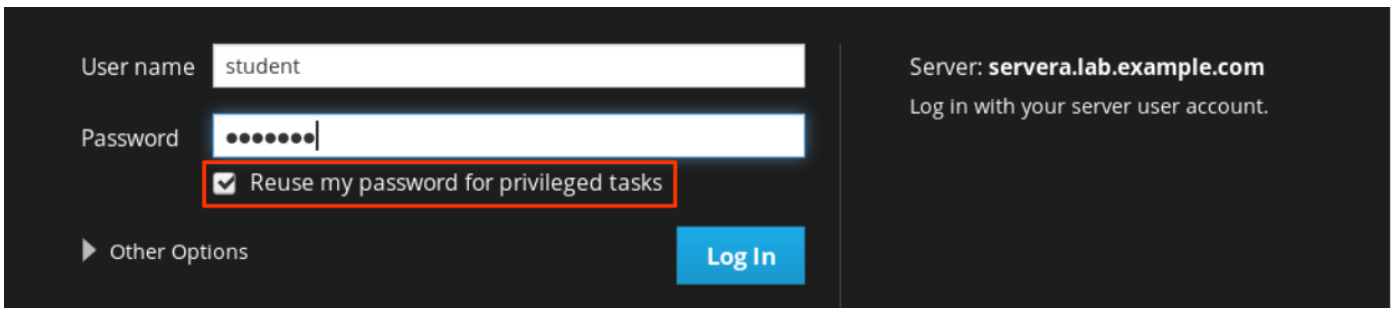 User name student
Password •••••••
Reuse my password for privileged tasks
Other Options
Log In
Server: servera.lab.example.com
Log in with your server user account.